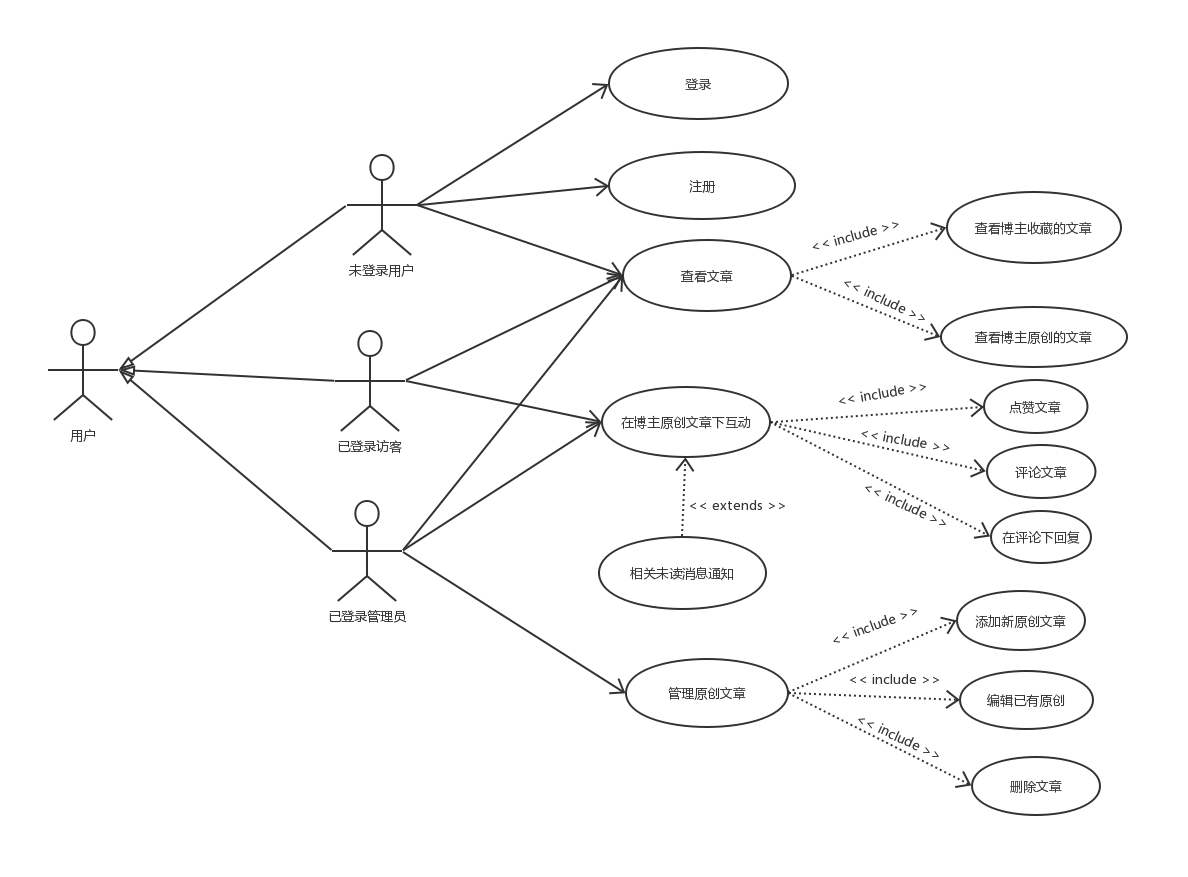 登录
注册
未登录用户
查看文章
<< include >>
查看博主收藏的文章
<< include >>
查看博主原创的文章
用户
已登录访客
在博主原创文章下互动
<< include >>
点赞文章
<< include >>
评论文章
<< include >>
在评论下回复
<< extends >>
相关未读消息通知
已登录管理员
管理原创文章
<< include >>
添加新原创文章
<< include >>
编辑已有原创
<< include >>
删除文章